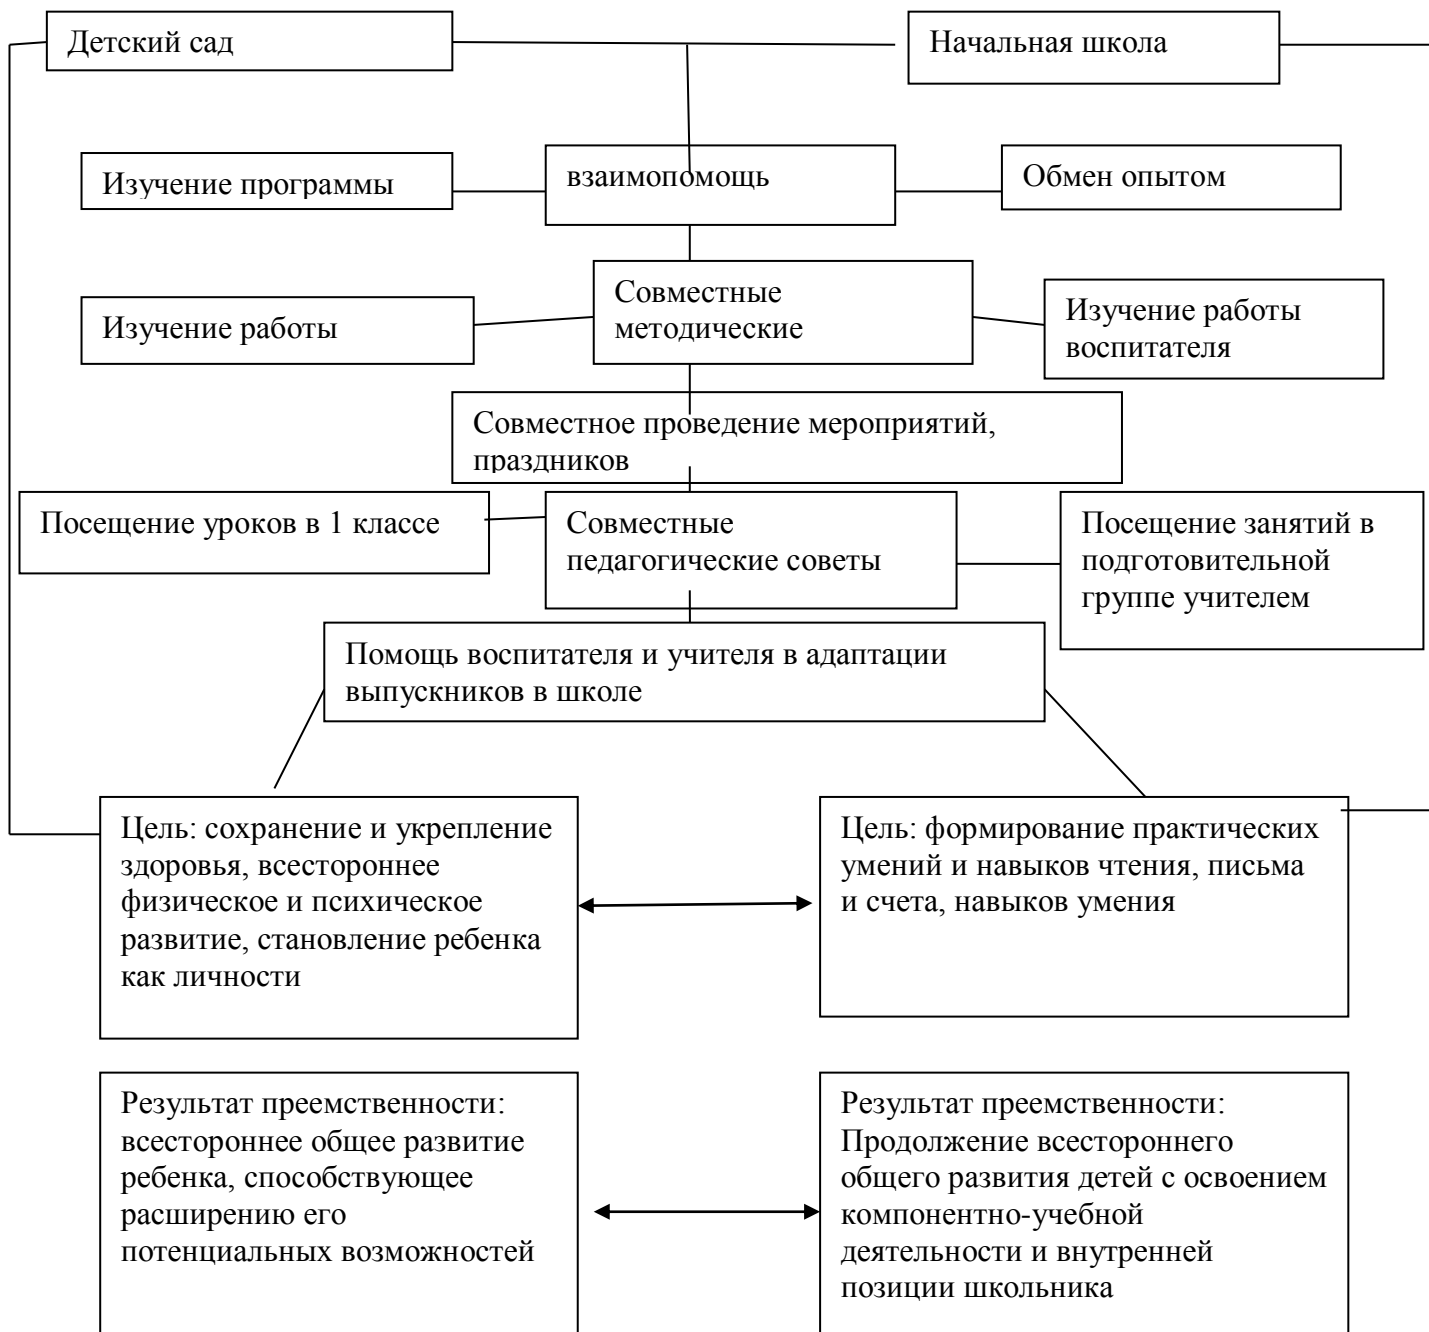 Детский сад
Начальная школа
Изучение программы
взаимопомощь
Обмен опытом
Изучение работы
Совместные
методические
Изучение работы
воспитателя
Совместное проведение мероприятий,
праздников
Посещение уроков в 1 классе
Совместные
педагогические советы
Посещение занятий в
подготовительной
группе учителем
Помощь воспитателя и учителя в адаптации
выпускников в школе
Цель: сохранение и укрепление
здоровья, всестороннее
физическое и психическое
развитие, становление ребенка
как личности
Цель: формирование практических
умений и навыков чтения, письма
и счета, навыков умения
Результат преемственности:
всестороннее общее развитие
ребенка, способствующее
расширению его
потенциальных возможностей
Результат преемственности:
Продолжение всестороннего
общего развития детей с освоением
компонентно-учебной
деятельности и внутренней
позиции школьника